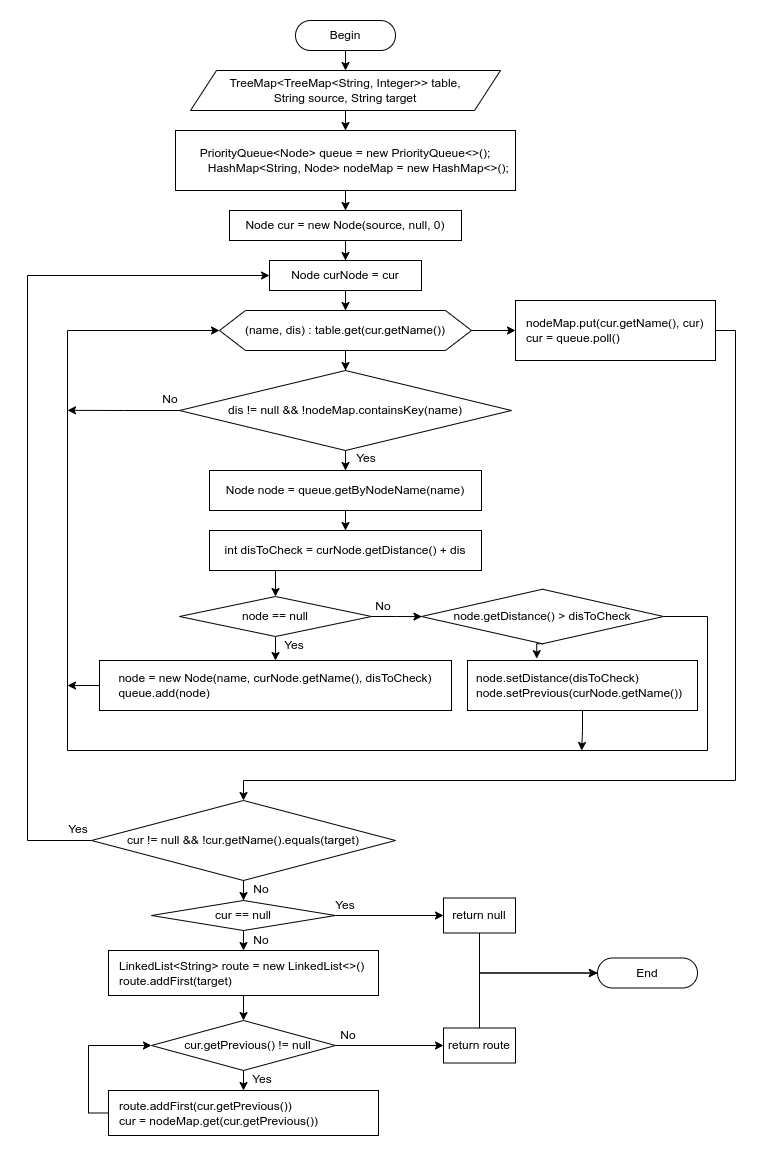 Begin
TreeMap<TreeMap<String, Integer>> table,
String source, String target
PriorityQueue<Node> queue = new PriorityQueue<>();
HashMap<String, Node> nodeMap = new HashMap<>();
Node cur = new Node(source, null, 0)
Node curNode = cur
(name, dis) : table.get(cur.getName())
nodeMap.put(cur.getName(), cur)
cur = queue.poll()
No
dis != null && !nodeMap.containsKey(name)
Yes
Node node = queue.getByNodeName(name)
int disToCheck = curNode.getDistance() + dis
node == null
No
node.getDistance() > disToCheck
Yes
node = new Node(name, curNode.getName(), disToCheck)
queue.add(node)
node.setDistance(disToCheck)
node.setPrevious(curNode.getName())
Yes
cur != null && !cur.getName().equals(target)
No
cur == null
Yes
return null
No
LinkedList<String> route = new LinkedList<>()
route.addFirst(target)
End
cur.getPrevious() != null
No
return route
Yes
route.addFirst(cur.getPrevious())
cur = nodeMap.get(cur.getPrevious())